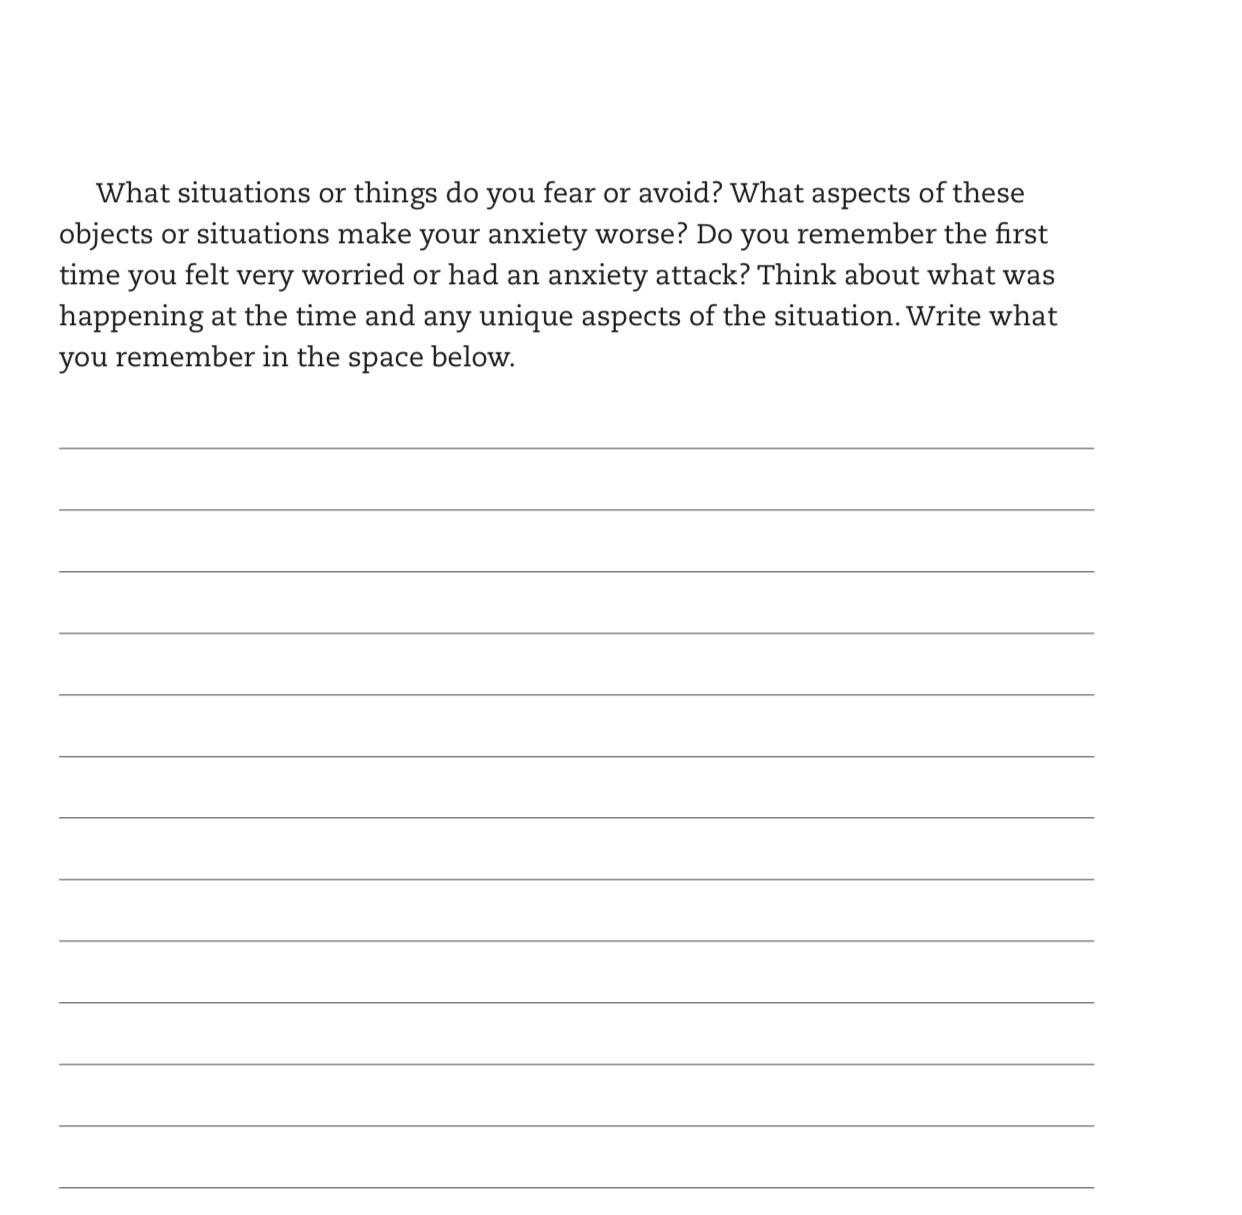 What situations or things do you fear or avoid? What aspects of these
objects or situations make your anxiety worse? Do you remember the first
time you felt very worried or had an anxiety attack? Think about what was
happening at the time and any unique aspects of the situation. Write what
you remember in the space below.